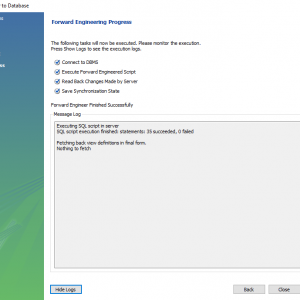 to Database
Forward Engineering Progress
The following tasks will now be executed. Please monitor the execution.
Press Show Logs to see the execution logs.
Connect to DBMS
Execute Forward Engineered Script
Read Back Changes Made by Server
Save Synchronization State
Forward Engineer Finished Successfully
Message Log
Executing SQL script in server
SQL script execution finished: statements: 35 succeeded, 0 failed
Fetching back view definitions in final form.
Nothing to fetch
Hide Logs
Back
Close